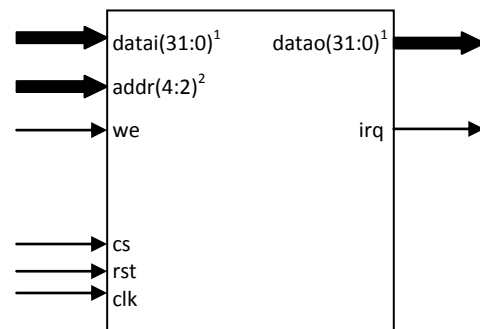 datai(31:0)¹ datao(31:0)¹
addr(4:2)²
we irq
cs
rst
clk